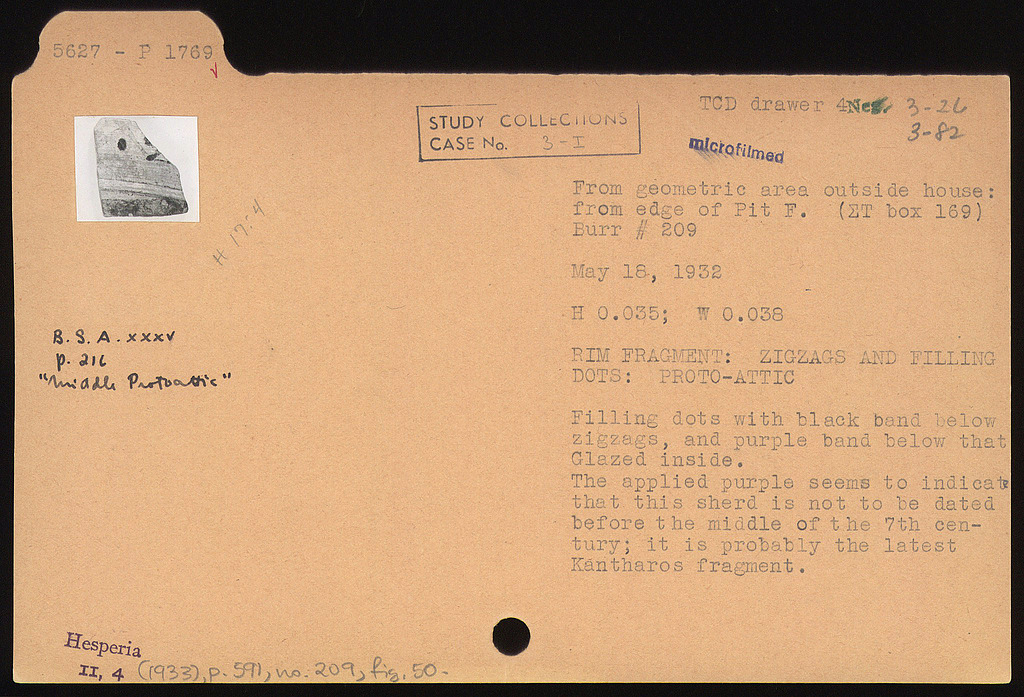 5627 - P 1769
STUDY COLLECTIONS
CASE No. 3-I
TCD drawer 4 Neg. 3-26
3-82
microfilmed
H 17:4
From geometric area outside house:
from edge of Pit F. (ΣT box 169)
Burr # 209
May 18, 1932
H 0.035; W 0.038
RIM FRAGMENT: ZIGZAGS AND FILLING
DOTS: PROTO-ATTIC
Filling dots with black band below
zigzags, and purple band below that
Glazed inside.
The applied purple seems to indicate
that this sherd is not to be dated
before the middle of the 7th cen-
tury; it is probably the latest
Kantharos fragment.
B.S.A. xxxv
p. 216
"Middle Protoattic"
Hesperia
II, 4 (1933), p. 591, no. 209, fig. 50.